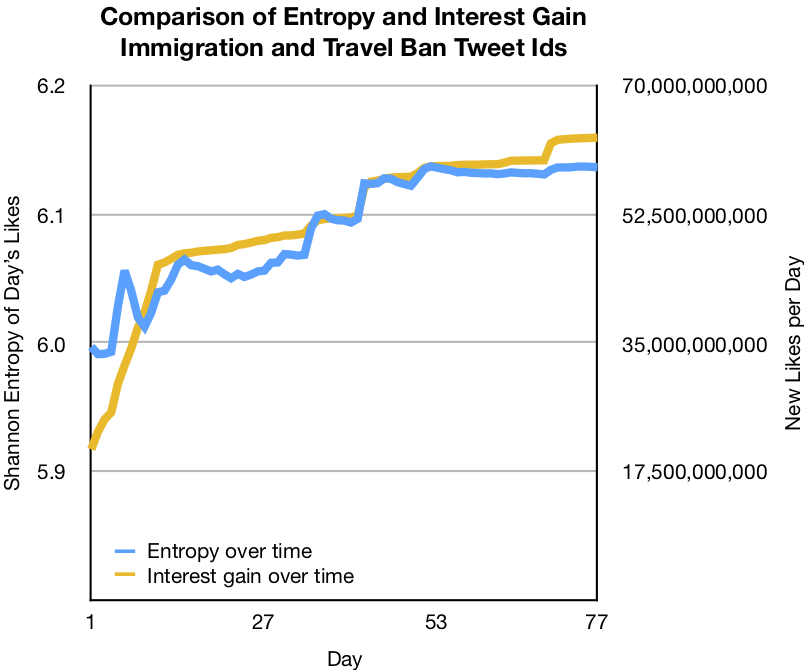 Comparison of Entropy and Interest Gain
Immigration and Travel Ban Tweet Ids
6.2
6.1
6.0
5.9
Shannon Entropy of Day's Likes
70,000,000,000
52,500,000,000
35,000,000,000
17,500,000,000
New Likes per Day
Entropy over time
Interest gain over time
1
27
53
77
Day